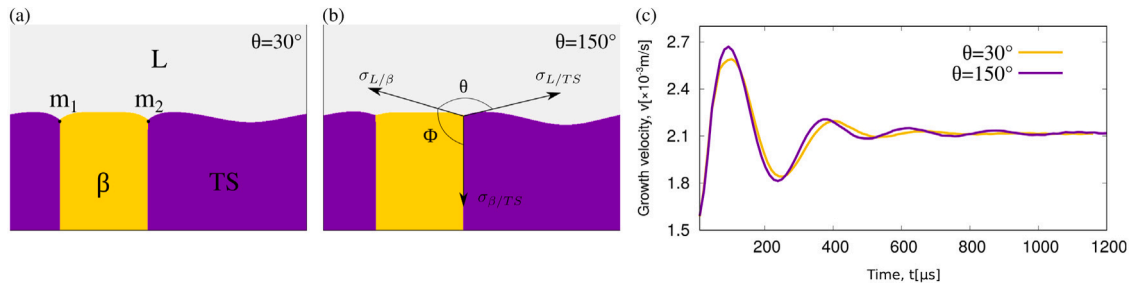 (a)
θ=30°
L
m₁
m₂
β
TS
(b)
θ=150°
σL/β
θ
σL/TS
Φ
σβ/TS
(c)
Growth velocity, v[×10⁻³m/s]
2.7
2.4
2.1
1.8
1.5
θ=30°
θ=150°
200
400
600
800
1000
1200
Time, t[µs]